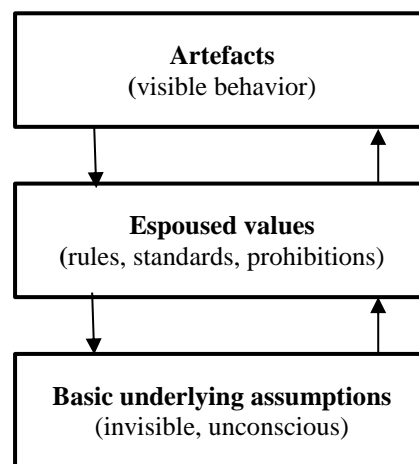 Artefacts
(visible behavior)
Espoused values
(rules, standards, prohibitions)
Basic underlying assumptions
(invisible, unconscious)